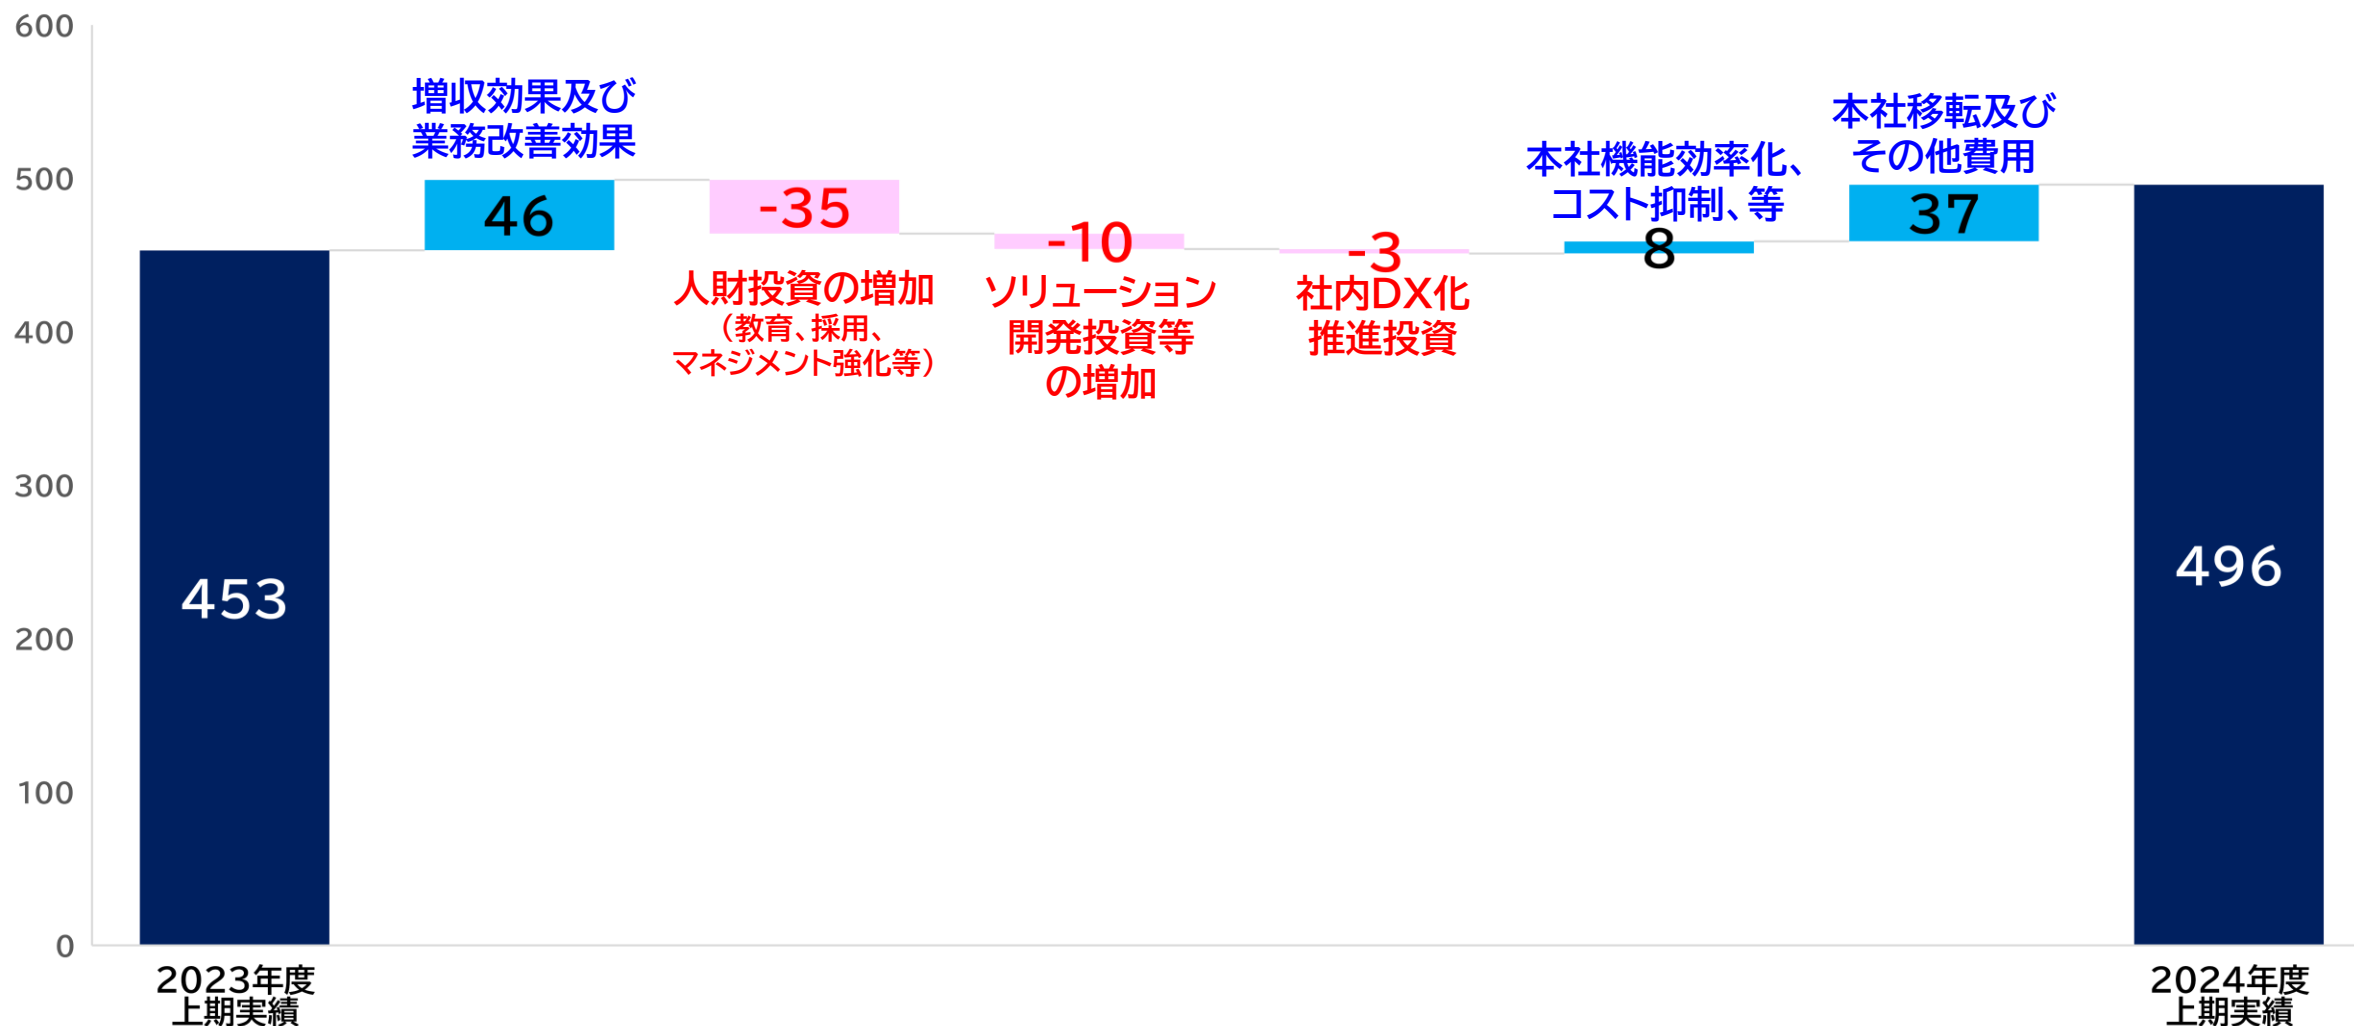 600
500
400
300
200
100
0
453
2023年度
上期実績
増収効果及び
業務改善効果
46
-35
人財投資の増加
（教育、採用、
マネジメント強化等）
-10
ソリューション
開発投資等
の増加
-3
社内DX化
推進投資
本社機能効率化、
コスト抑制、等
8
本社移転及び
その他費用
37
496
2024年度
上期実績